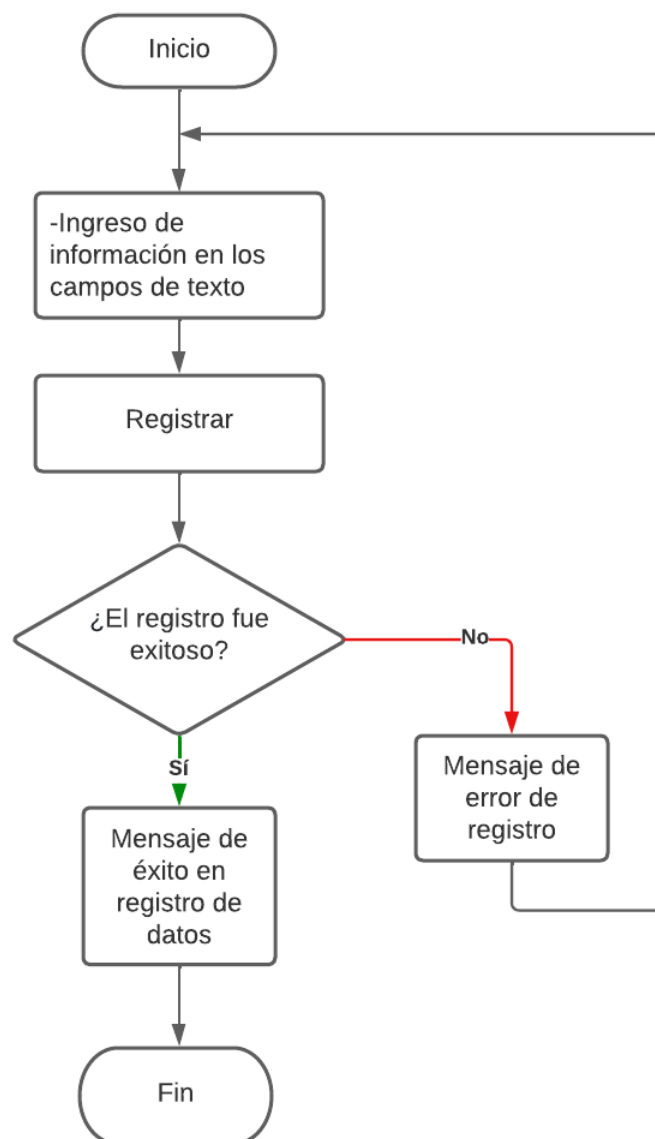 Inicio
-Ingreso de
información en los
campos de texto
Registrar
¿El registro fue
exitoso?
No
Sí
Mensaje de
error de
registro
Mensaje de
éxito en
registro de
datos
Fin